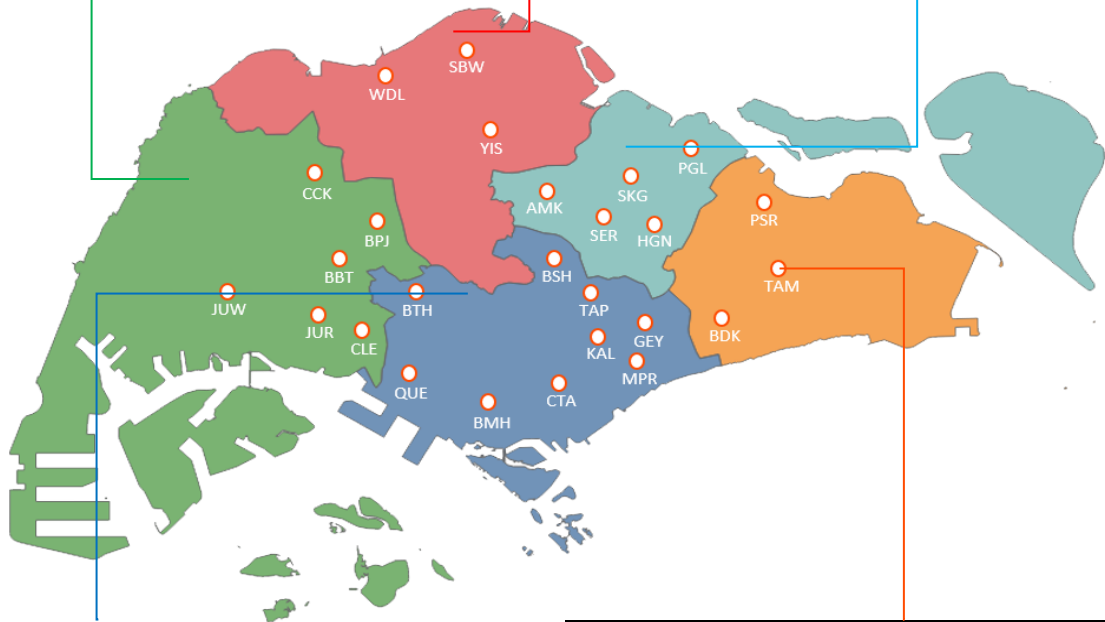 SBW
WDL
YIS
PGL
CCK
SKG
AMK
PSR
SER
HGN
BPJ
BBT
BSH
TAM
JUW
BTH
TAP
JUR
BDK
CLE
GEY
KAL
MPR
QUE
CTA
BMH